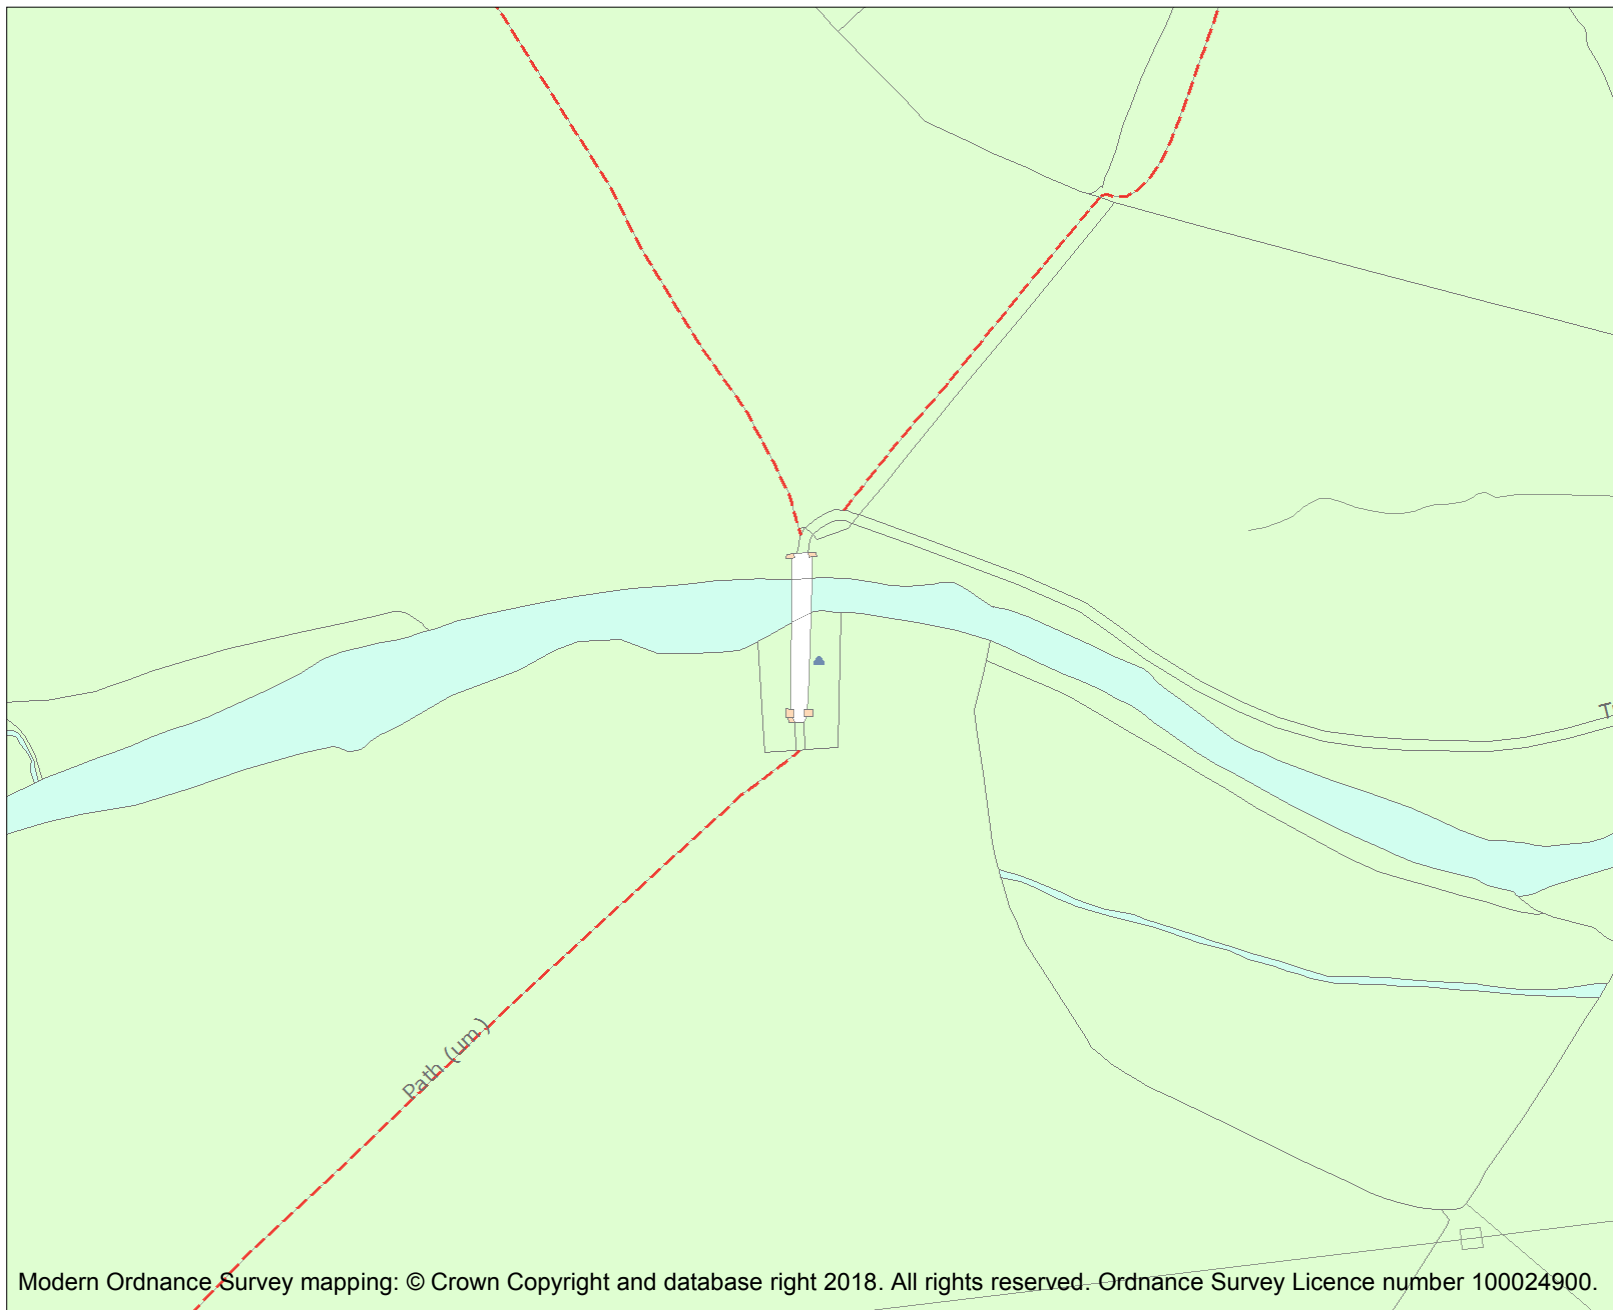 Path (um)
Modern Ordnance Survey mapping: © Crown Copyright and database right 2018. All rights reserved. Ordnance Survey Licence number 100024900.